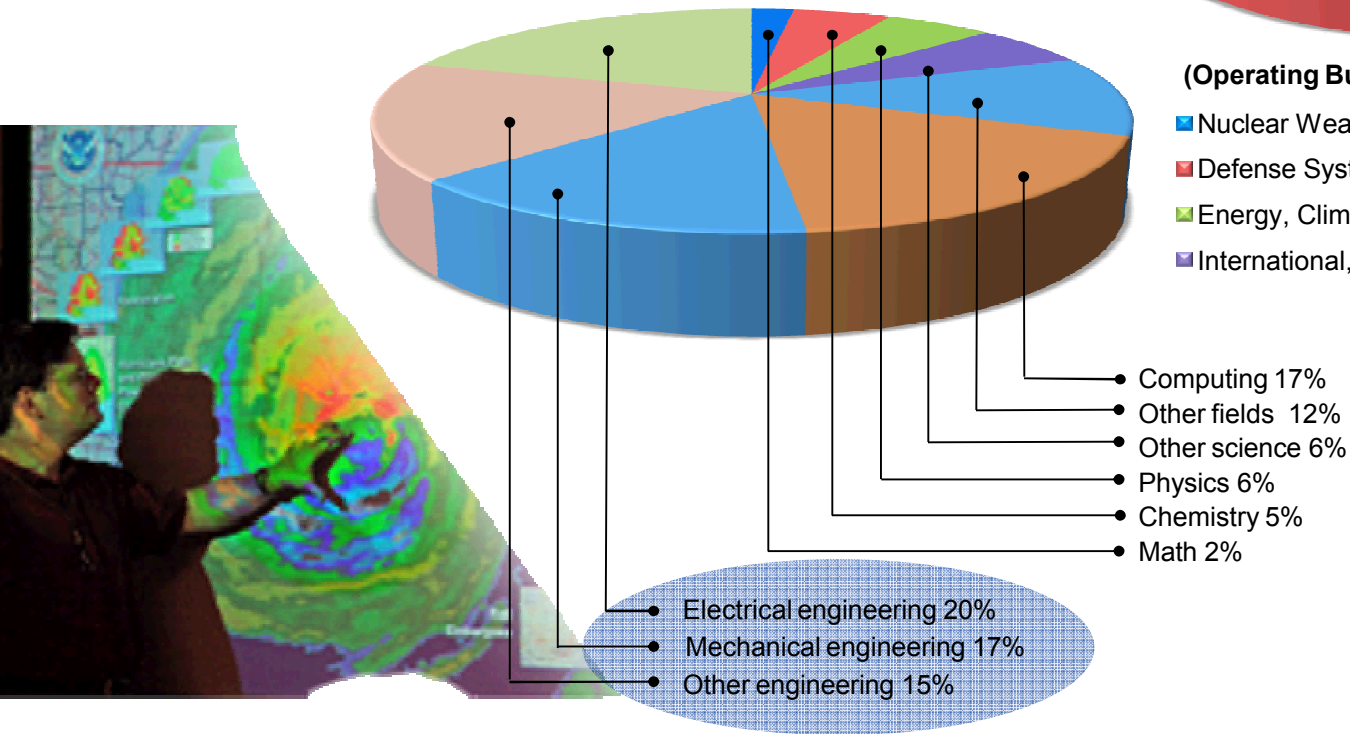 (Operating Bu
Nuclear Wea
Defense Syst
Energy, Clim
International,
Computing 17%
Other fields 12%
Other science 6%
Physics 6%
Chemistry 5%
Math 2%
Electrical engineering 20%
Mechanical engineering 17%
Other engineering 15%